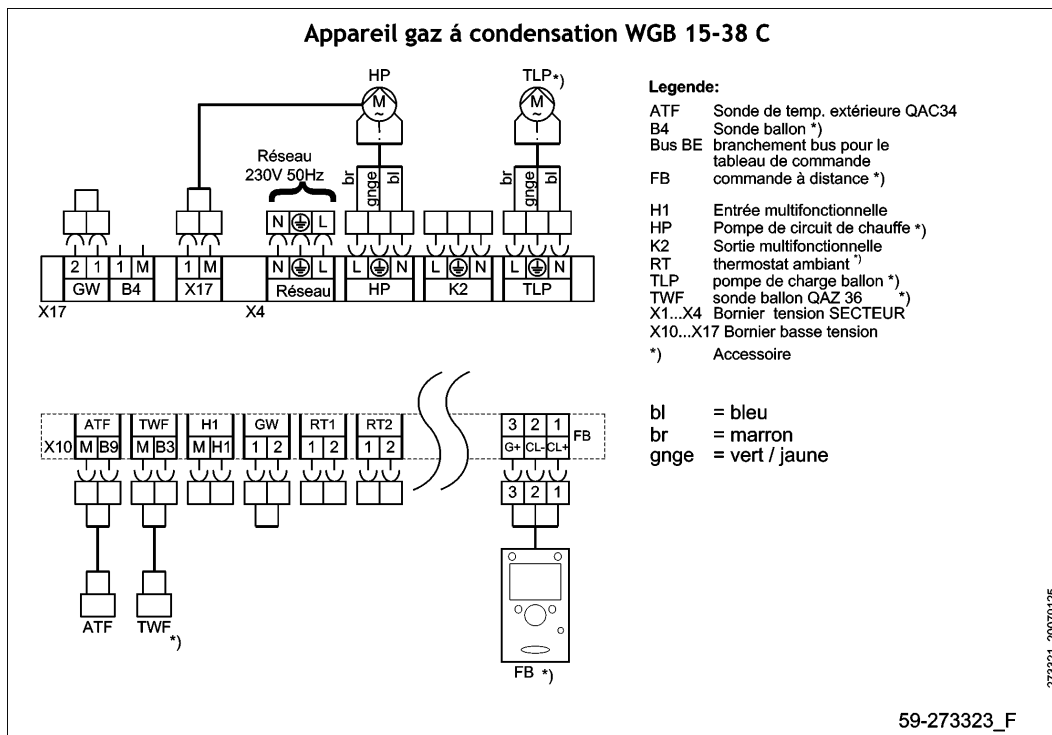 Appareil gaz á condensation WGB 15-38 C
HP
TLP *)
M
~
M
~
Réseau
230V 50Hz
br
gnge
bl
br
gnge
bl
N L
2 1 1 M 1 M N L L N L N L N
GW B4 X17 Réseau HP K2 TLP
X17 X4
Legende:
ATF Sonde de temp. extérieure QAC34
B4 Sonde ballon *)
Bus BE branchement bus pour le
tableau de commande
FB commande à distance *)
H1 Entrée multifonctionnelle
HP Pompe de circuit de chauffe *)
K2 Sortie multifonctionnelle
RT thermostat ambiant *)
TLP pompe de charge ballon *)
TWF sonde ballon QAZ 36 *)
X1...X4 Bornier tension SECTEUR
X10...X17 Bornier basse tension
*) Accessoire
bl = bleu
br = marron
gnge = vert / jaune
ATF TWF H1 GW RT1 RT2 3 2 1
X10 M B9 M B3 M H1 1 2 1 2 1 2 G+ CL- CL+ FB
3 2 1
ATF TWF *)
FB *)
59-273323_F